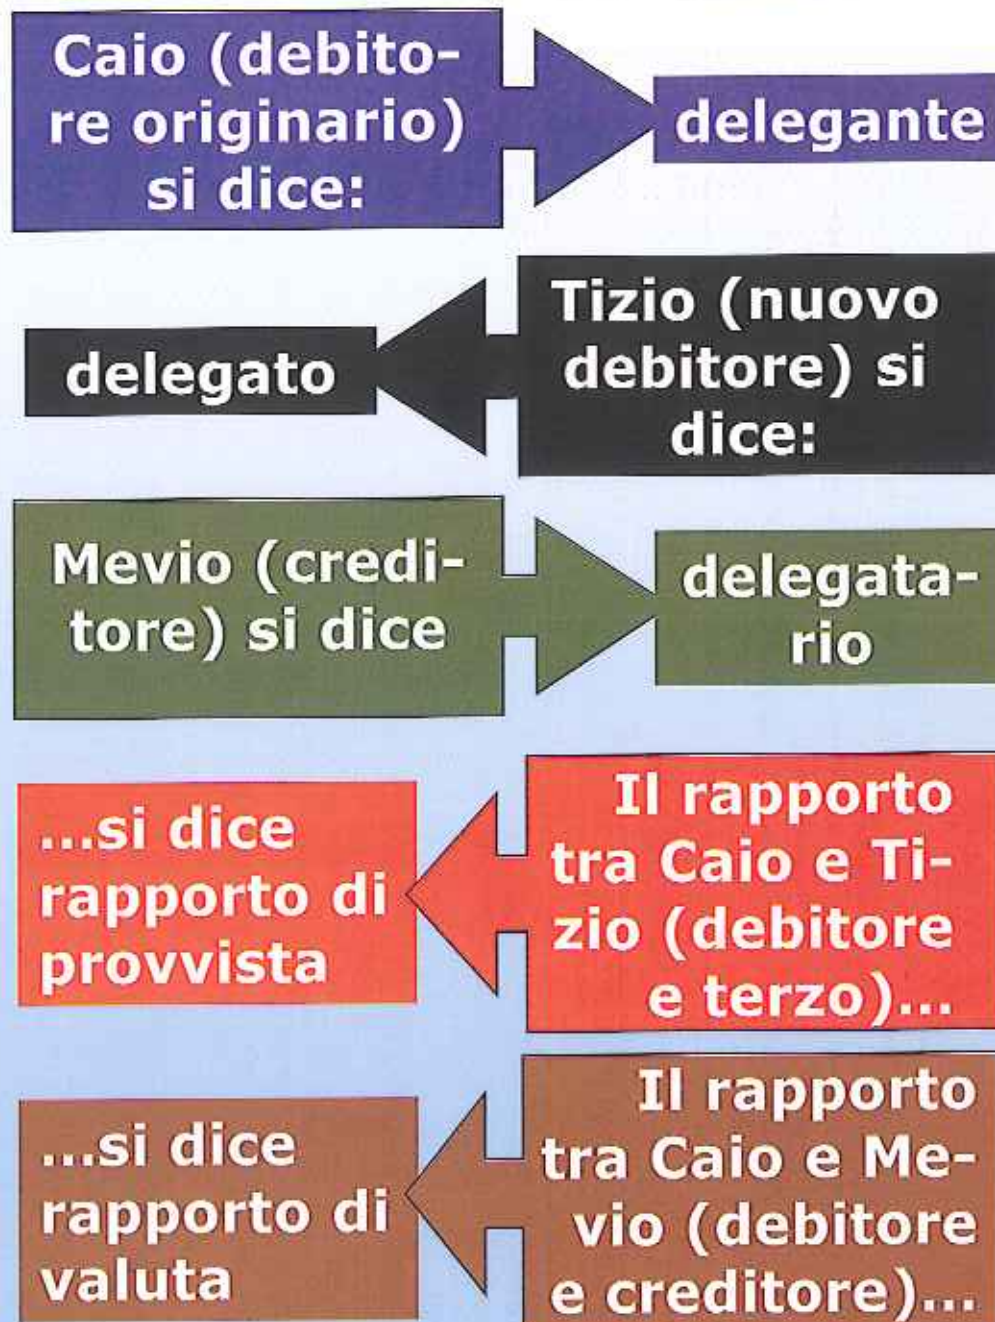 Caio (debito-
re originario)
si dice:
delegante
Tizio (nuovo
debitore) si
dice:
delegato
Mevio (credi-
tore) si dice
delegata-
rio
Il rapporto
tra Caio e Ti-
zio (debitore
e terzo)...
...si dice
rapporto di
provvista
Il rapporto
tra Caio e Me-
vio (debitore
e creditore)...
...si dice
rapporto di
valuta